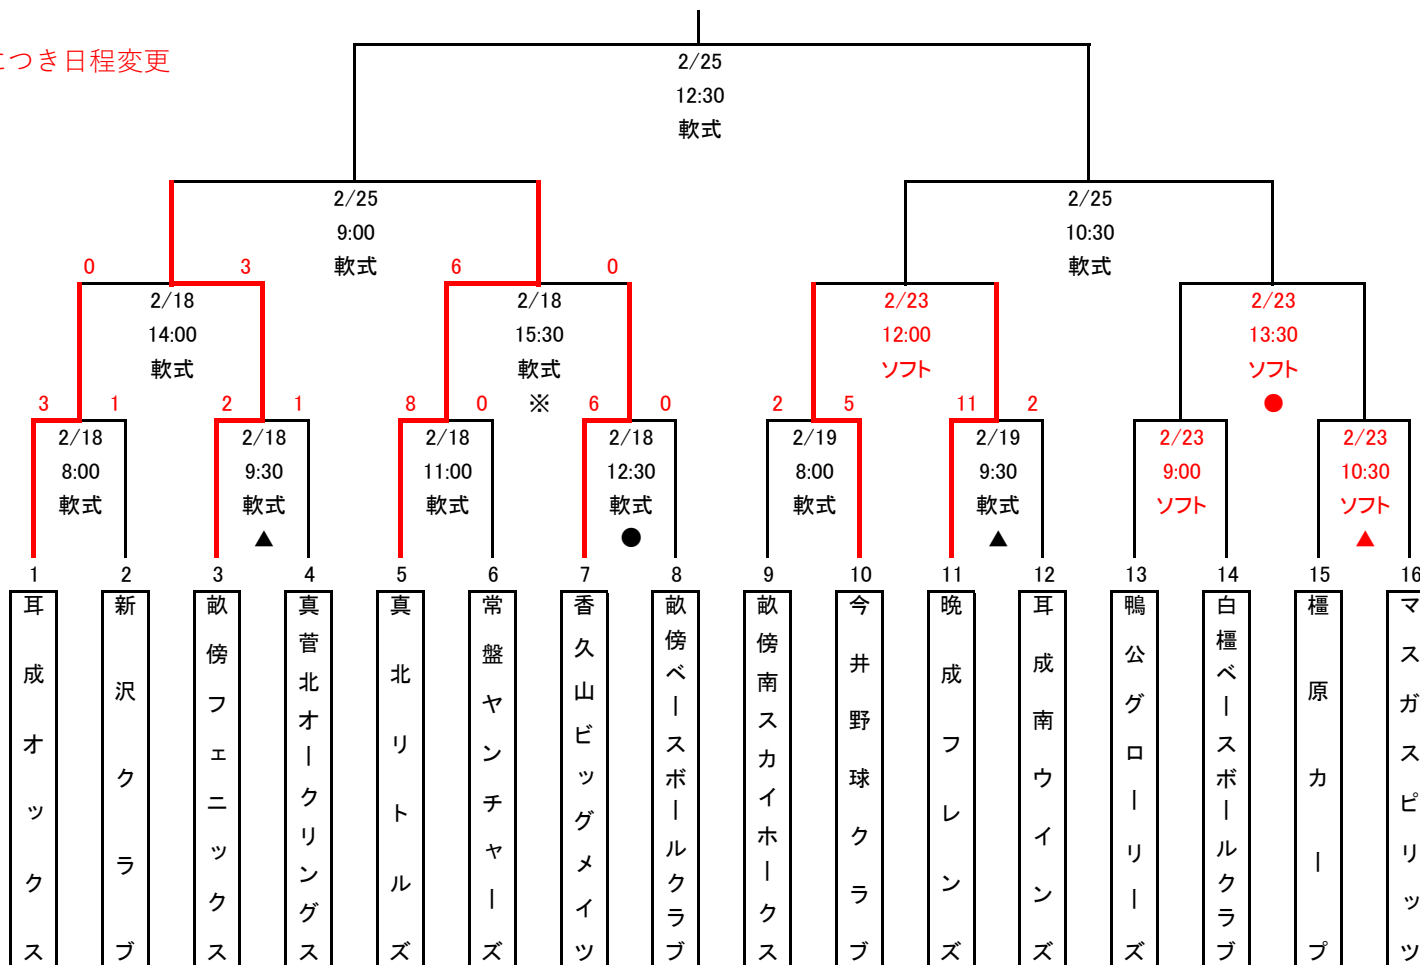 につき日程変更
2/25
12:30
軟式
2/25
9:00
軟式
2/25
10:30
軟式
0 3
2/18
14:00
軟式
6 0
2/18
15:30
軟式
※
2/23
12:00
ソフト
2/23
13:30
ソフト
●
3 1
2/18
8:00
軟式
2 1
2/18
9:30
軟式
▲
8 0
2/18
11:00
軟式
6 0
2/18
12:30
軟式
●
2 5
2/19
8:00
軟式
11 2
2/19
9:30
軟式
▲
2/23
9:00
ソフト
2/23
10:30
ソフト
▲
1
耳成オックス
2
新沢クラブ
3
畝傍フェニックス
4
真菅北オークリングス
5
真北リトルズ
6
常盤ヤンチャーズ
7
香久山ビッグメイツ
8
畝傍ベースボールクラブ
9
畝傍南スカイホークス
10
今井野球クラブ
11
晩成フレンズ
12
耳成南ウインズ
13
鴨公グローリーズ
14
白橿ベースボールクラブ
15
橿原カープ
16
マスガスピリッツ